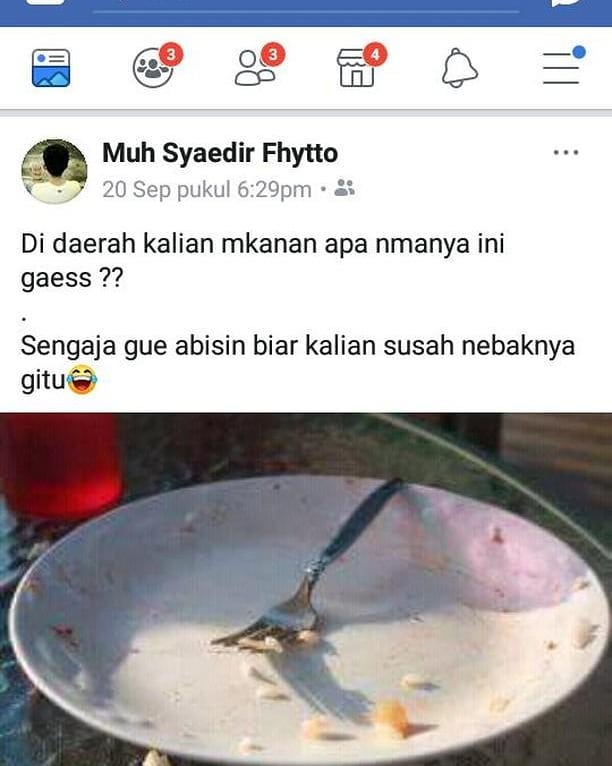 3
3
4
Muh Syaedir Fhytto
20 Sep pukul 6:29pm •
Di daerah kalian mkanan apa nmanya ini
gaess ??
.
Sengaja gue abisin biar kalian susah nebaknya
gitu😂